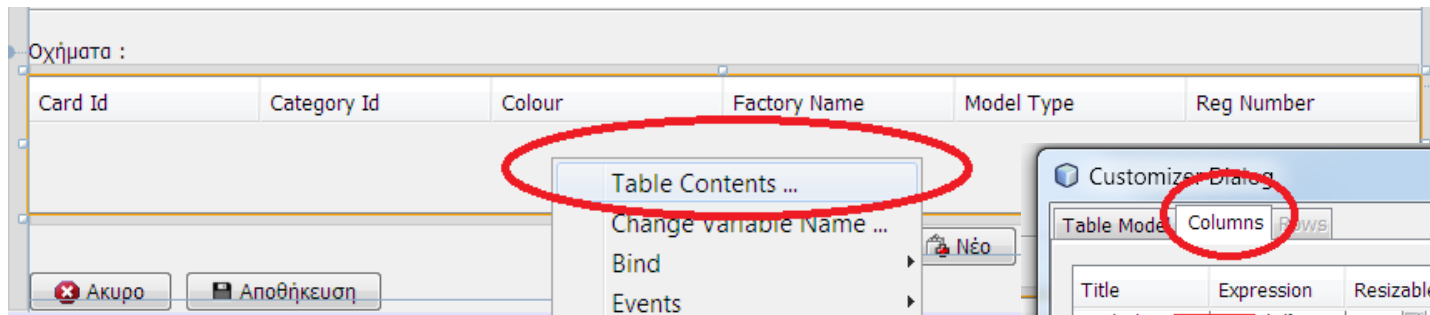 Οχήματα :
Card Id Category Id Colour Factory Name Model Type Reg Number
Table Contents ...
Change Variable Name ...
Bind
Events
Νέο
Ακυρο Αποθήκευση
Customizer Dialog
Table Model Columns Rows
Title Expression Resizable